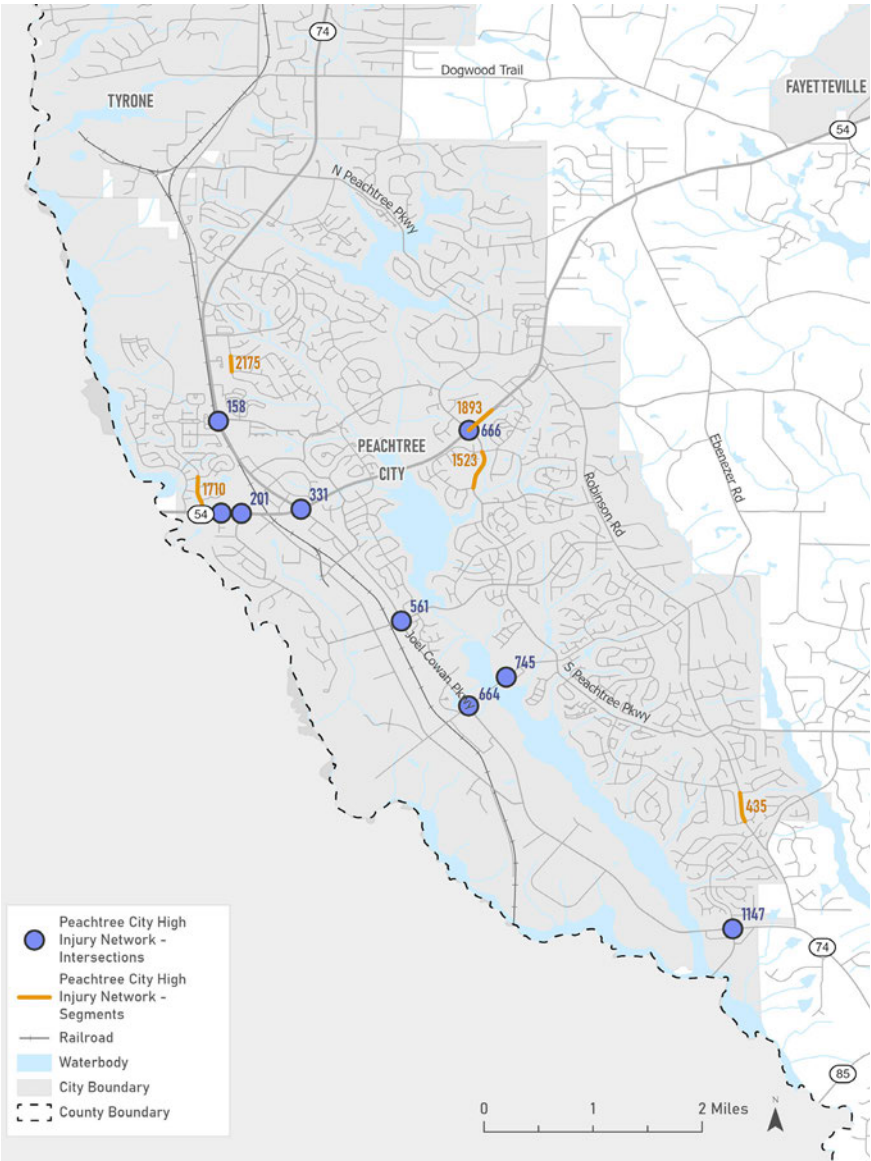 74
Dogwood Trail
TYRONE
FAYETTEVILLE
54
N Peachtree Pkwy
2175
158
1893
666
PEACHTREE
CITY
1523
Ebenezer Rd
Robinson Rd
1710
201
331
54
561
Joel Cowan Pkwy
745
664
S Peachtree Pkwy
435
1147
74
85
Peachtree City High
Injury Network -
Intersections
Peachtree City High
Injury Network -
Segments
Railroad
Waterbody
City Boundary
County Boundary
0 1 2 Miles
N